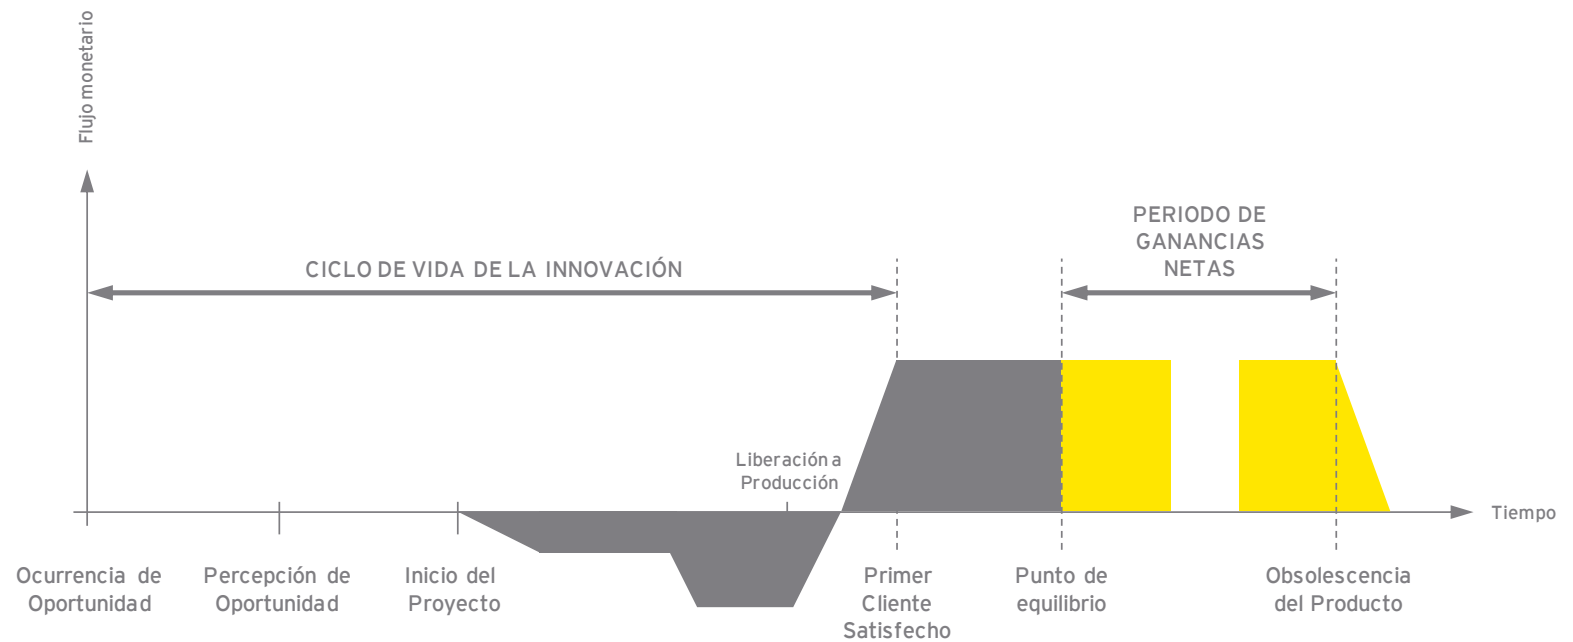 Flujo monetario
PERIODO DE
GANANCIAS
NETAS
CICLO DE VIDA DE LA INNOVACIÓN
Liberación a
Producción
Tiempo
Ocurrencia de
Oportunidad
Percepción de
Oportunidad
Inicio del
Proyecto
Primer
Cliente
Satisfecho
Punto de
equilibrio
Obsolescencia
del Producto